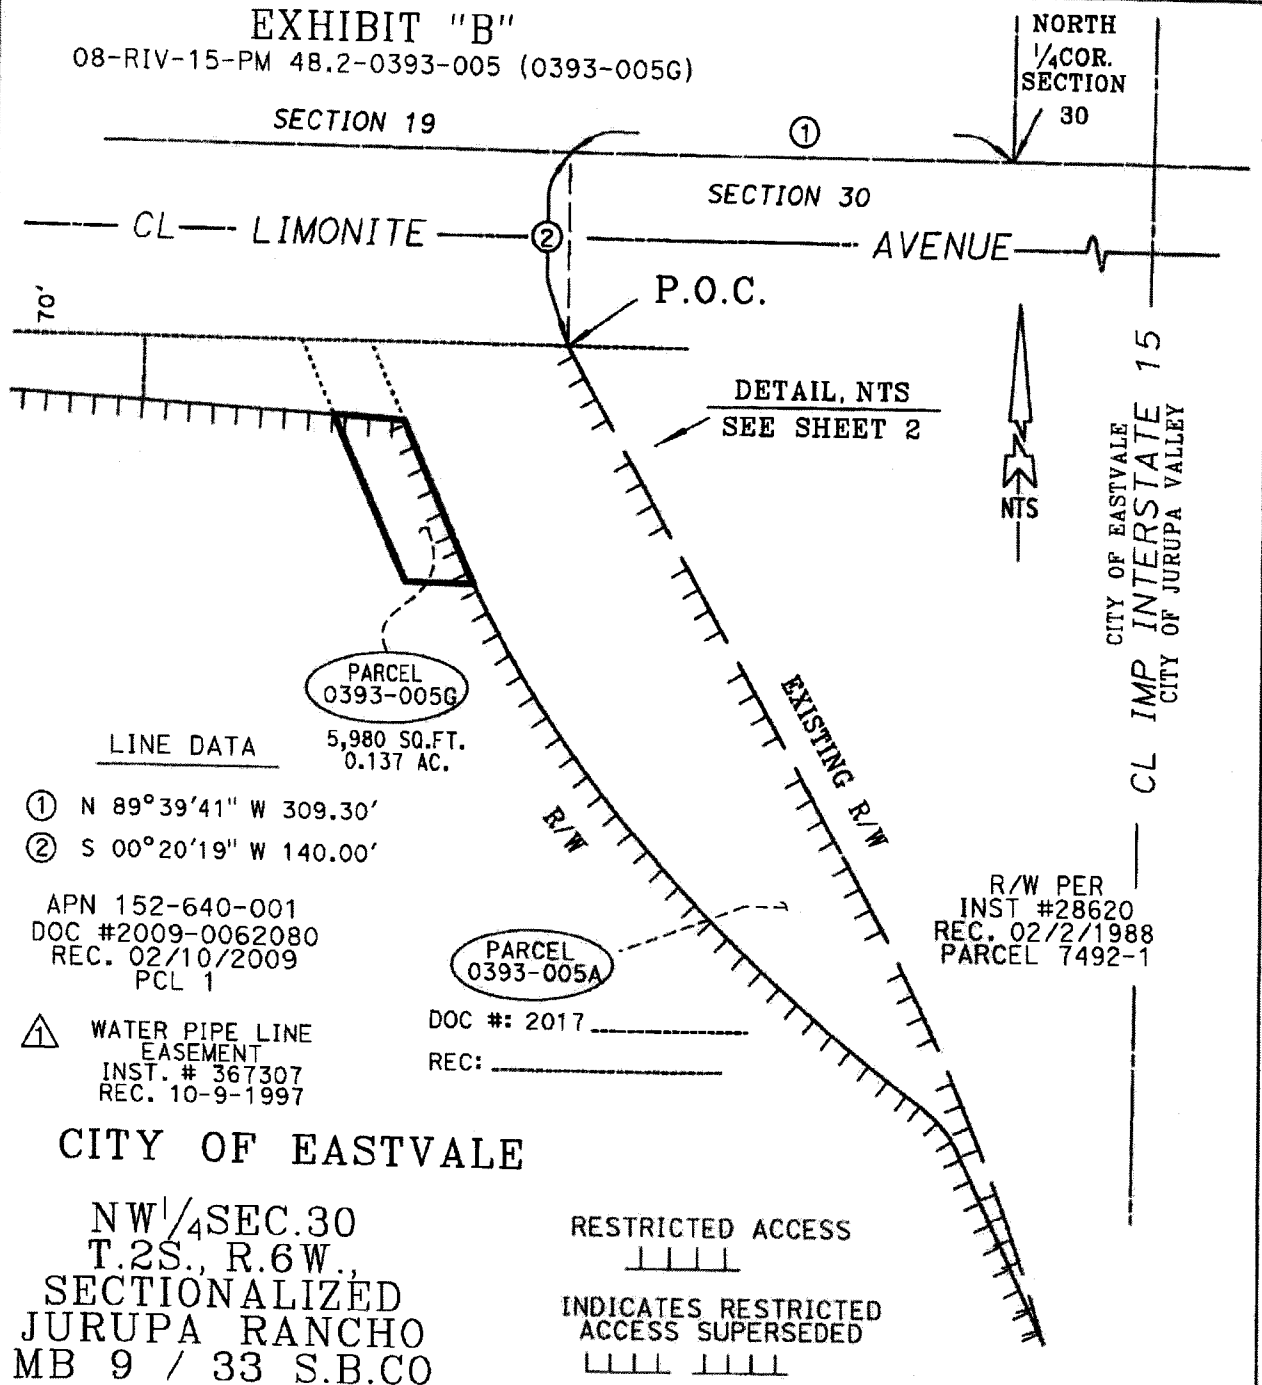 EXHIBIT "B"
08-RIV-15-PM 48.2-0393-005 (0393-005G)
NORTH
1/4 COR.
SECTION
30
SECTION 19
1
SECTION 30
CL LIMONITE
2
AVENUE
P.O.C.
70'
DETAIL, NTS
SEE SHEET 2
N
NTS
CITY OF EASTVALE
CL IMP INTERSTATE 15
CITY OF JURUPA VALLEY
PARCEL
0393-005G
5,980 SQ.FT.
0.137 AC.
EXISTING R/W
R/W
LINE DATA
1 N 89°39'41" W 309.30'
2 S 00°20'19" W 140.00'
APN 152-640-001
DOC #2009-0062080
REC. 02/10/2009
PCL 1
R/W PER
INST #28620
REC. 02/2/1988
PARCEL 7492-1
PARCEL
0393-005A
DOC #: 2017
REC:
1 WATER PIPE LINE
EASEMENT
INST. # 367307
REC. 10-9-1997
CITY OF EASTVALE
NW 1/4 SEC.30
T.2S., R.6W.,
SECTIONALIZED
JURUPA RANCHO
MB 9 / 33 S.B.CO
RESTRICTED ACCESS
INDICATES RESTRICTED
ACCESS SUPERSEDED